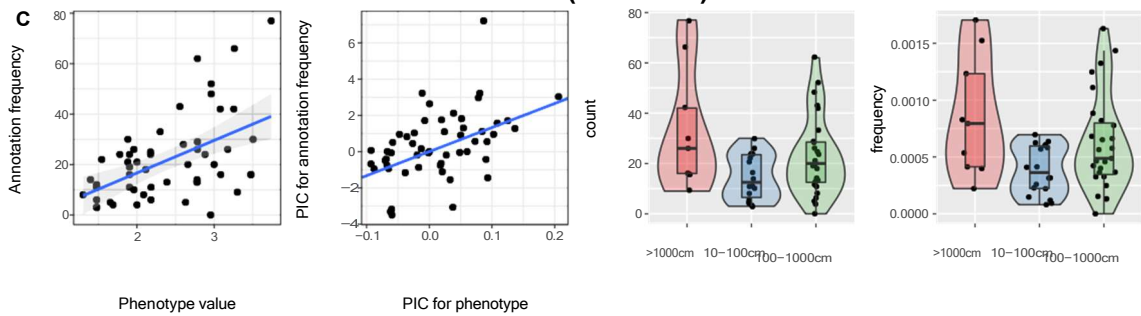 C
Annotation frequency
80
60
40
20
0
2
3
Phenotype value
PIC for annotation frequency
6
4
2
0
−2
−4
−0.1
0.0
0.1
0.2
PIC for phenotype
count
80
60
40
20
0
>1000cm
10−100cm
100−1000cm
frequency
0.0015
0.0010
0.0005
0.0000
>1000cm
10−100cm
100−1000cm